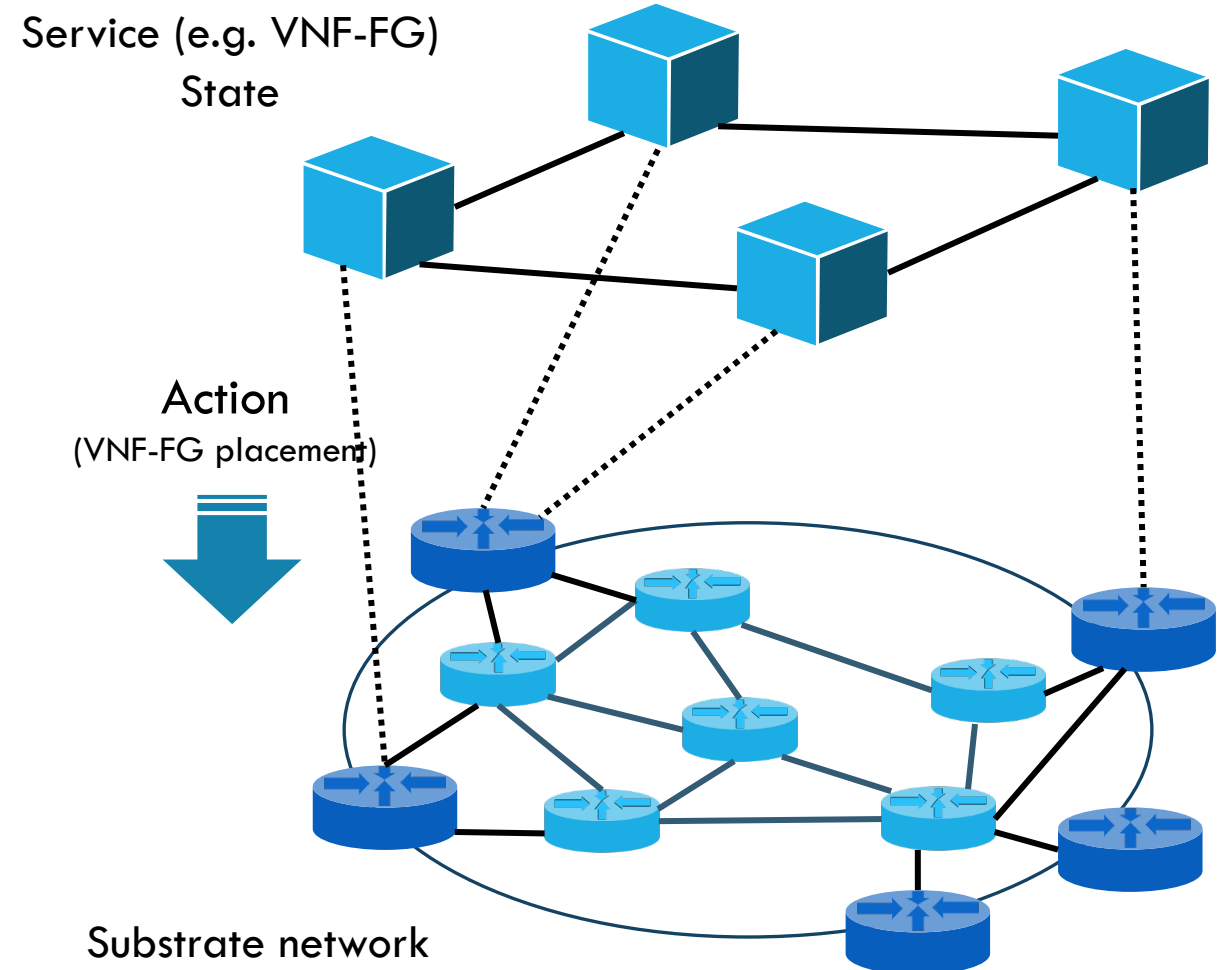 Service (e.g. VNF-FG)
State
Action
(VNF-FG placement)
Substrate network